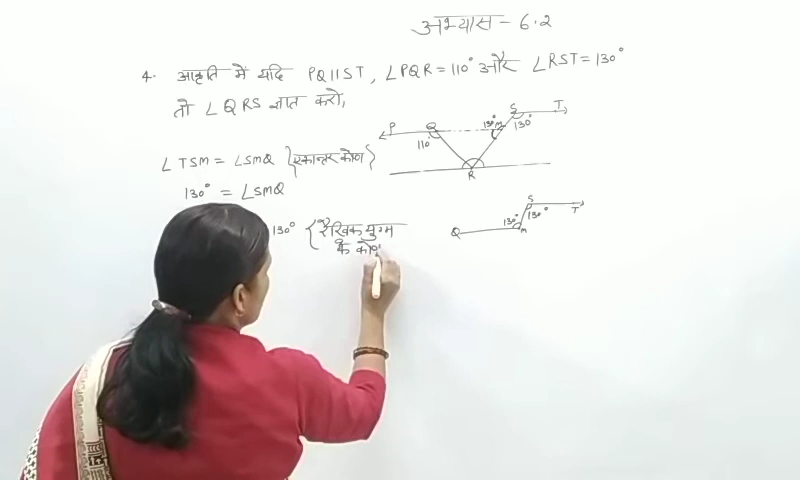 अभ्यास - 6.2
4. आकृति में यदि PQ||ST, ∠PQR = 110° और ∠RST = 130°
तो ∠QRS ज्ञात करो,
P Q 110° 130° M S 130° T
R
∠TSM = ∠SMQ {एकान्तर कोण}
130° = ∠SMQ
130° {रैखिक युग्म
के कोण
Q 130° M S 130° T